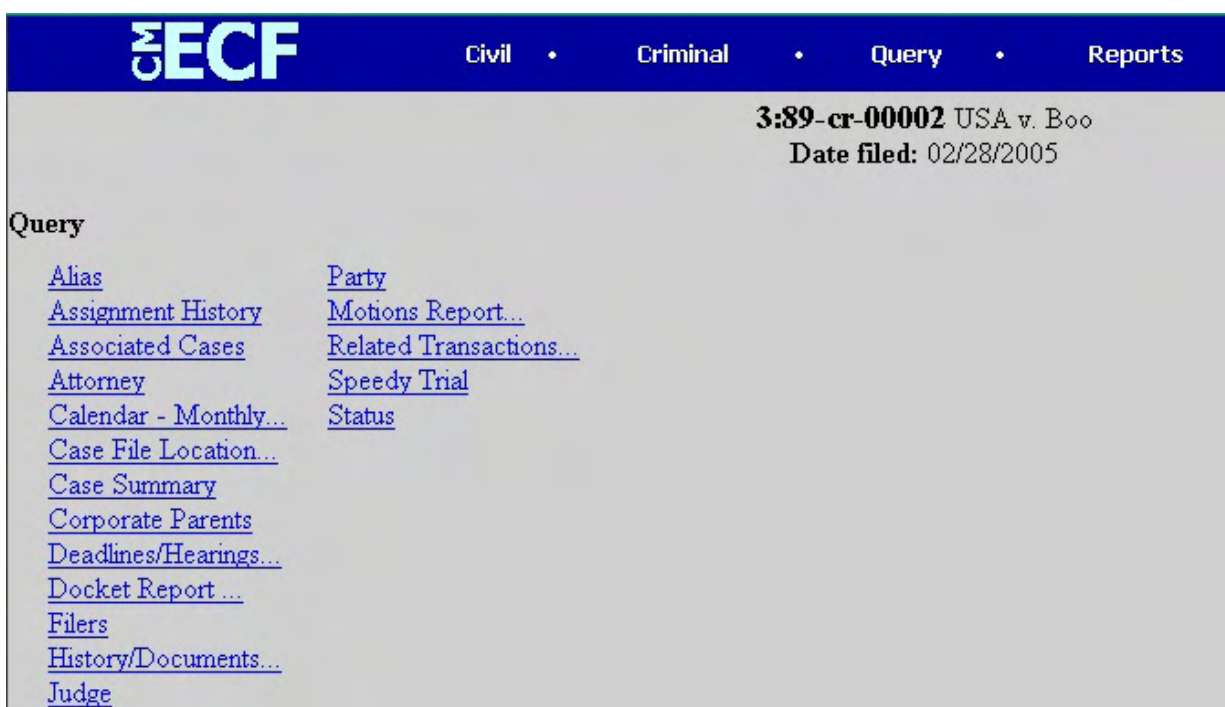 CM ECF Civil • Criminal • Query • Reports
3:89-cr-00002 USA v. Boo
Date filed: 02/28/2005
Query
Alias
Assignment History
Associated Cases
Attorney
Calendar - Monthly...
Case File Location...
Case Summary
Corporate Parents
Deadlines/Hearings...
Docket Report ...
Filers
History/Documents...
Judge
Party
Motions Report...
Related Transactions...
Speedy Trial
Status